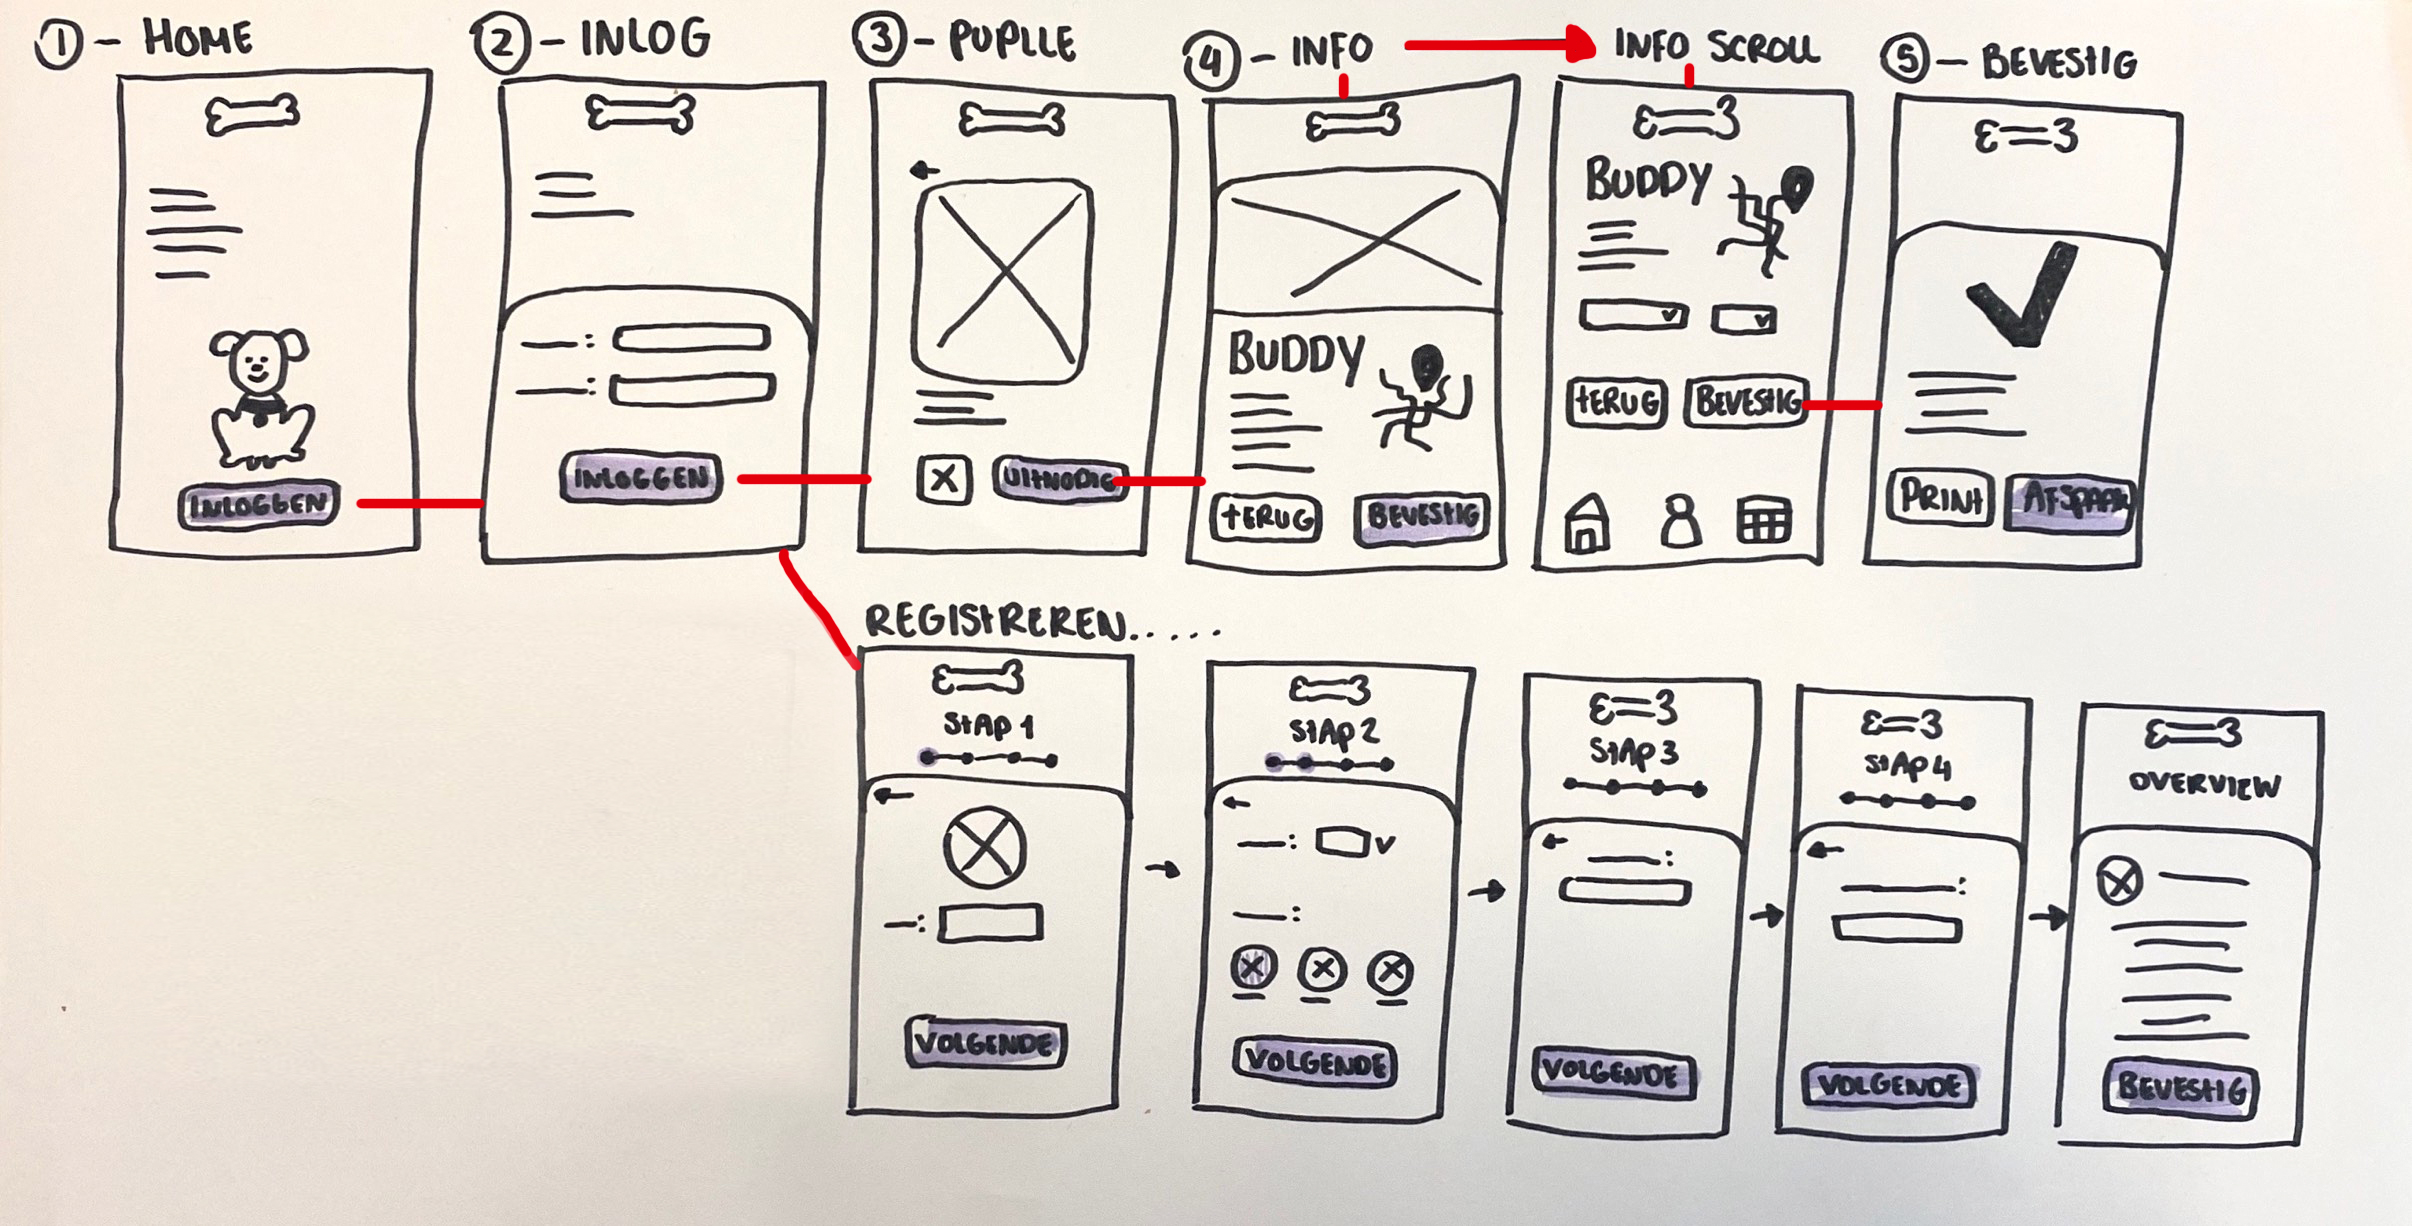 1 - HOME
INLOGGEN
2 - INLOG
INLOGGEN
3 - PUPLLE
X
UITNODIG
4 - INFO
BUDDY
TERUG
BEVESTIG
INFO SCROLL
BUDDY
TERUG
BEVESTIG
5 - BEVESTIG
PRINT
AFSPAAK
REGISTREREN.....
STAP 1
VOLGENDE
STAP 2
VOLGENDE
STAP 3
VOLGENDE
STAP 4
VOLGENDE
OVERVIEW
BEVESTIG